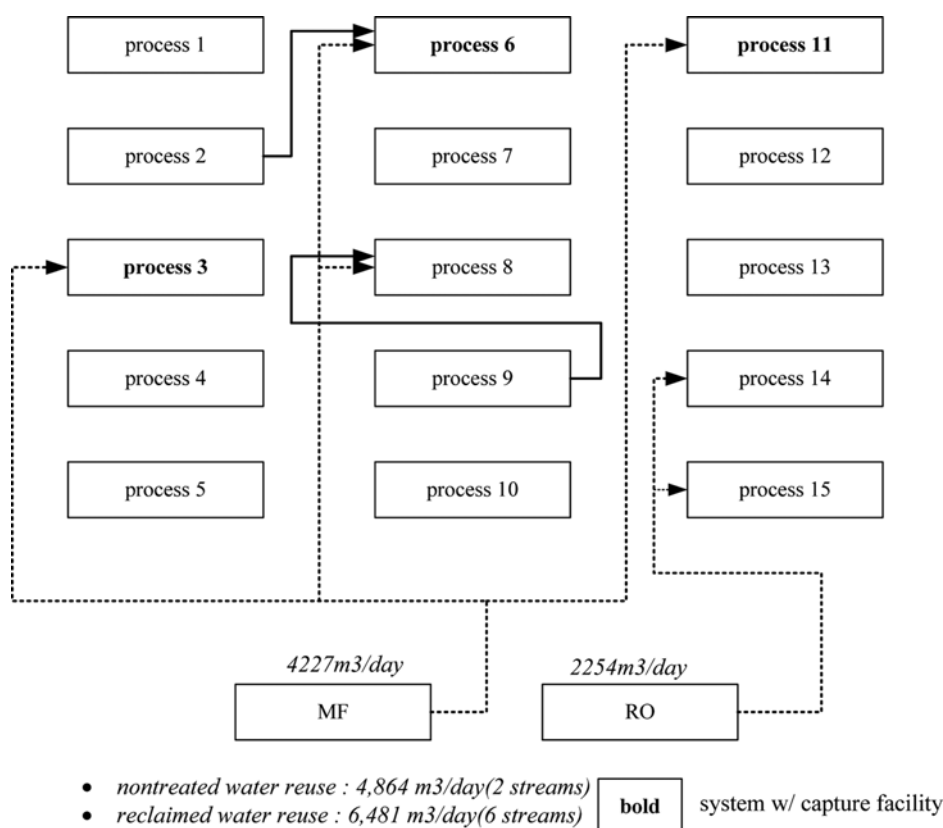 process 1
process 6
process 11
process 2
process 7
process 12
process 3
process 8
process 13
process 4
process 9
process 14
process 5
process 10
process 15
4227m3/day
2254m3/day
MF
RO
• nontreated water reuse : 4,864 m3/day(2 streams)
• reclaimed water reuse : 6,481 m3/day(6 streams)
bold
system w/ capture facility